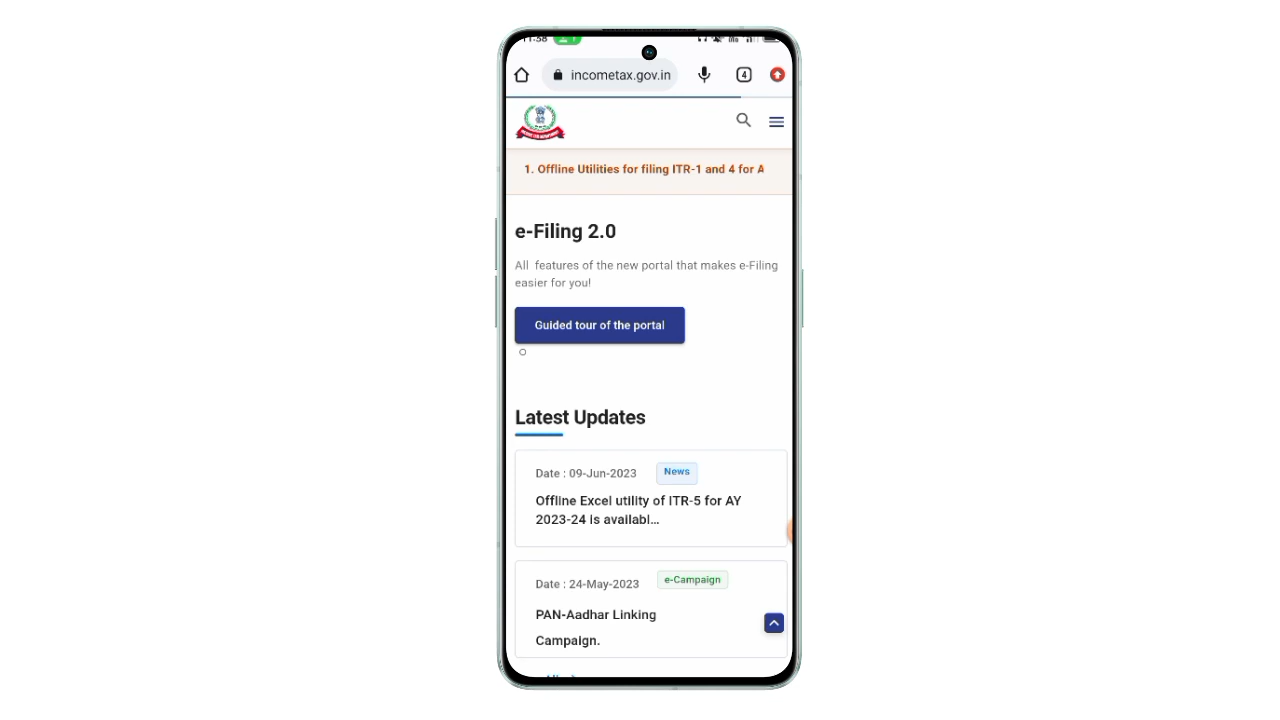 11:58
incometax.gov.in
4
1. Offline Utilities for filing ITR-1 and 4 for A
e-Filing 2.0
All features of the new portal that makes e-Filing
easier for you!
Guided tour of the portal
Latest Updates
Date : 09-Jun-2023 News
Offline Excel utility of ITR-5 for AY
2023-24 is availabl...
Date : 24-May-2023 e-Campaign
PAN-Aadhar Linking
Campaign.